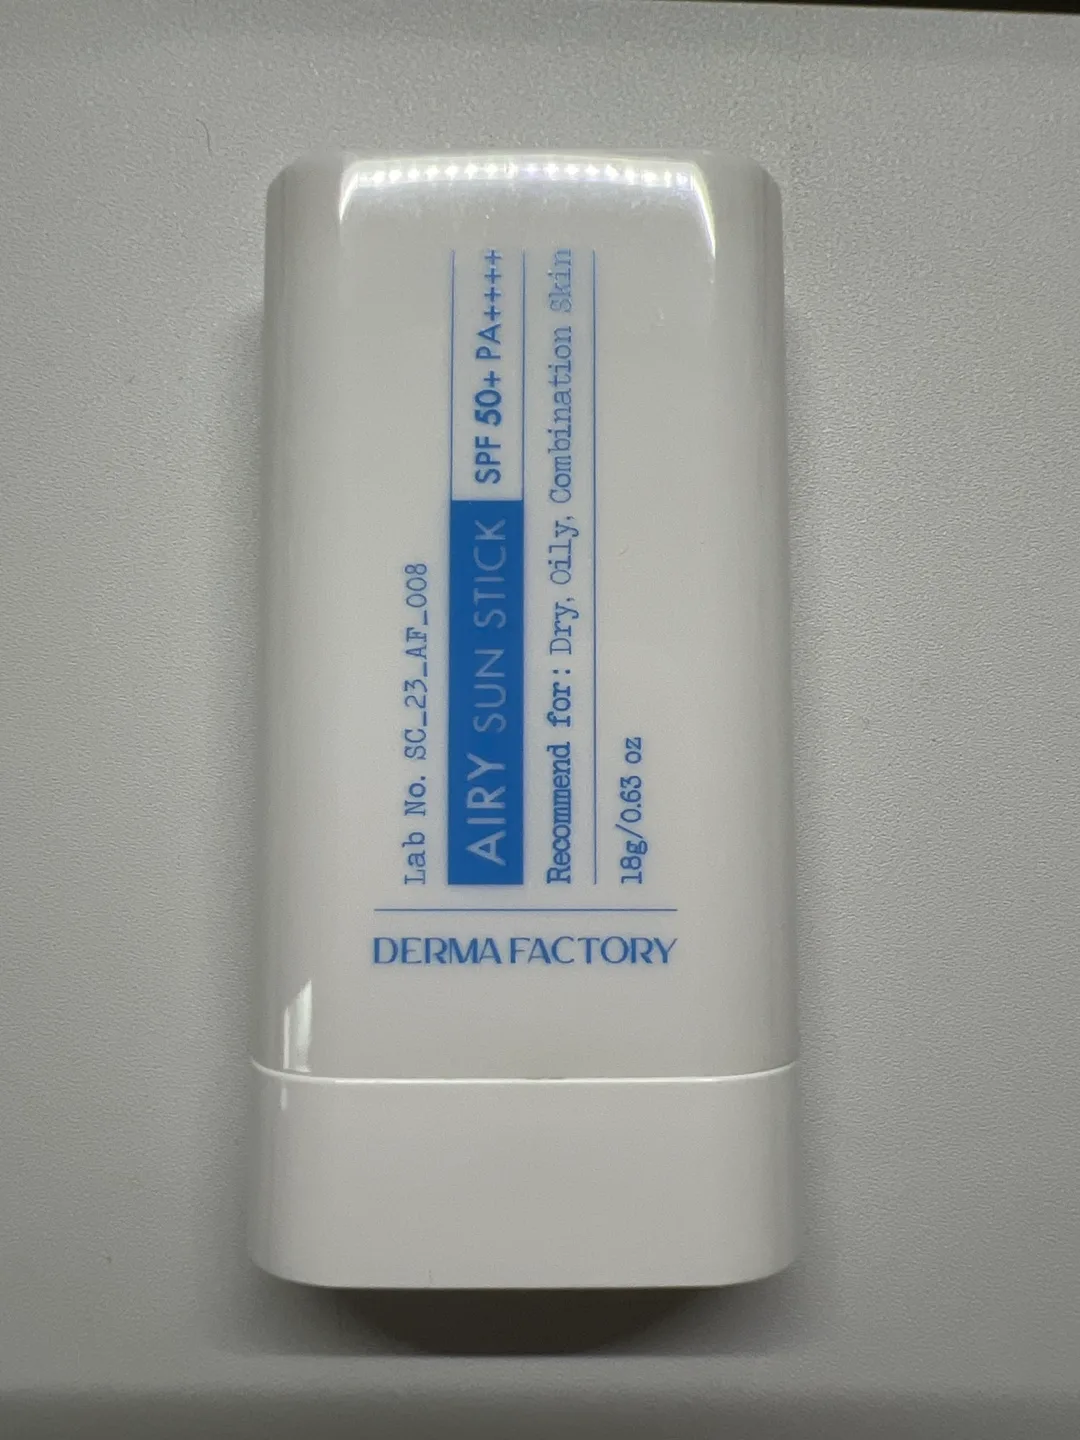 Lab No. SC_23_AF_008
AIRY SUN STICK SPF 50+ PA++++
Recommend for: Dry, Oily, Combination Skin
18g/0.63 oz
DERMA FACTORY